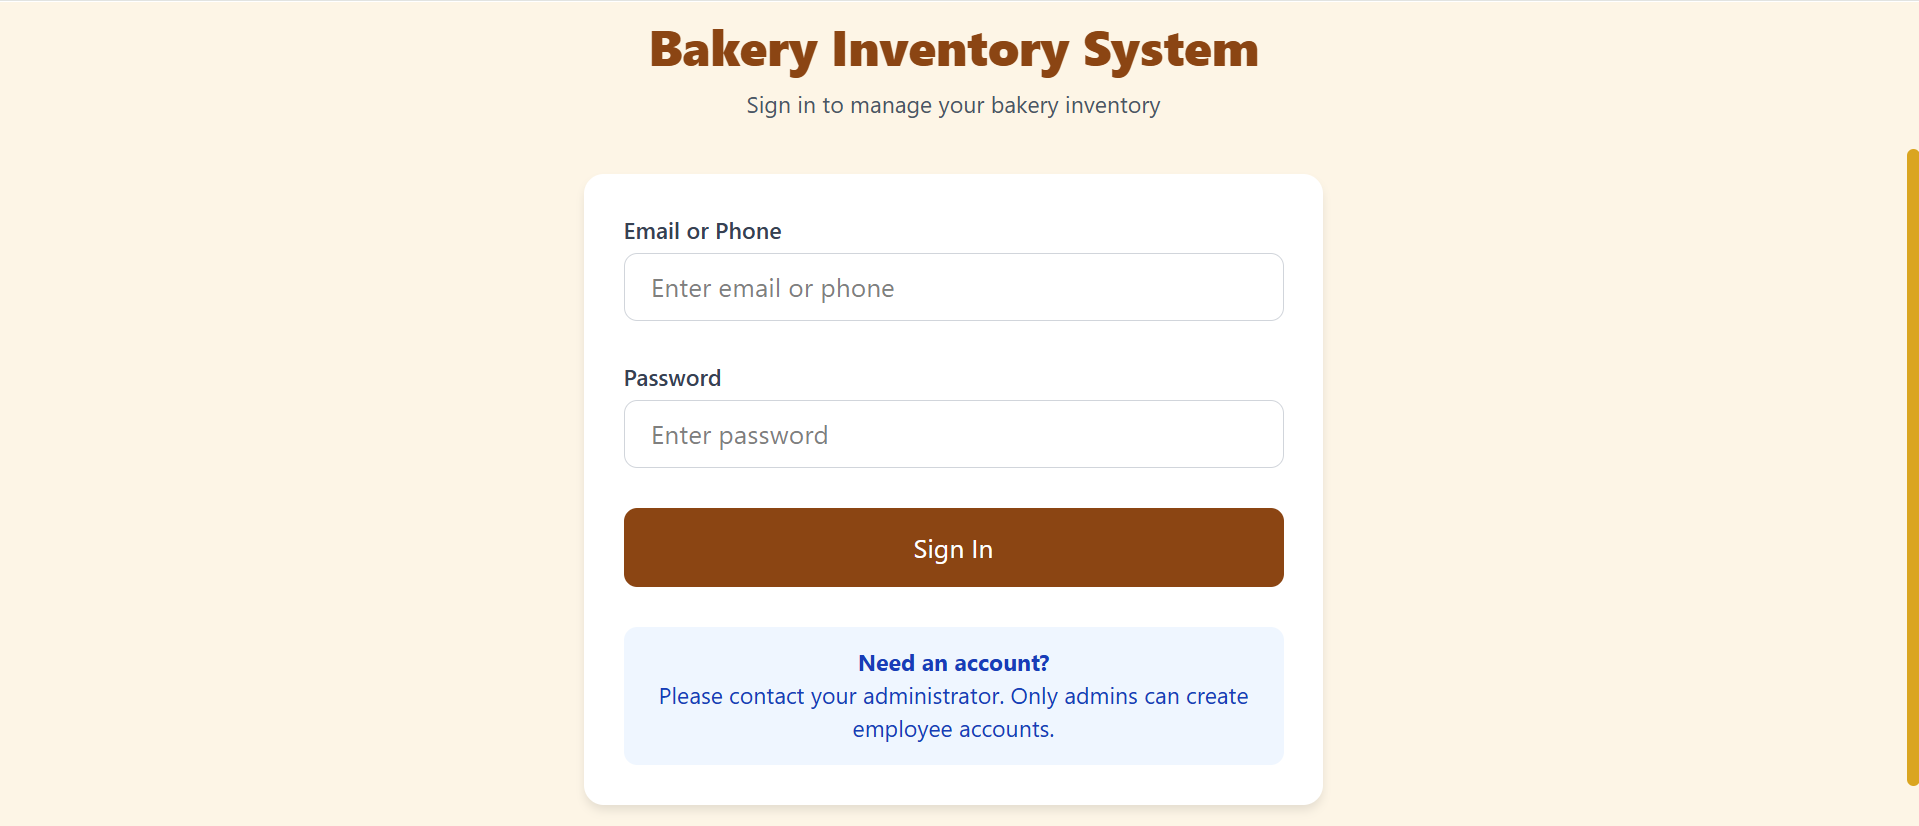 Bakery Inventory System
Sign in to manage your bakery inventory
Email or Phone
Enter email or phone
Password
Enter password
Sign In
Need an account?
Please contact your administrator. Only admins can create
employee accounts.